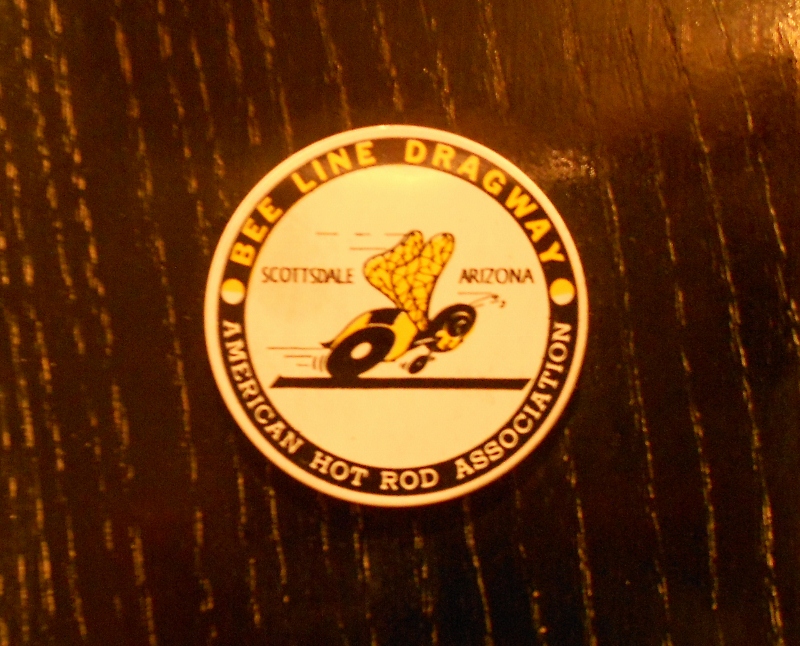 BEE LINE DRAGWAY
SCOTTSDALE ARIZONA
AMERICAN HOT ROD ASSOCIATION